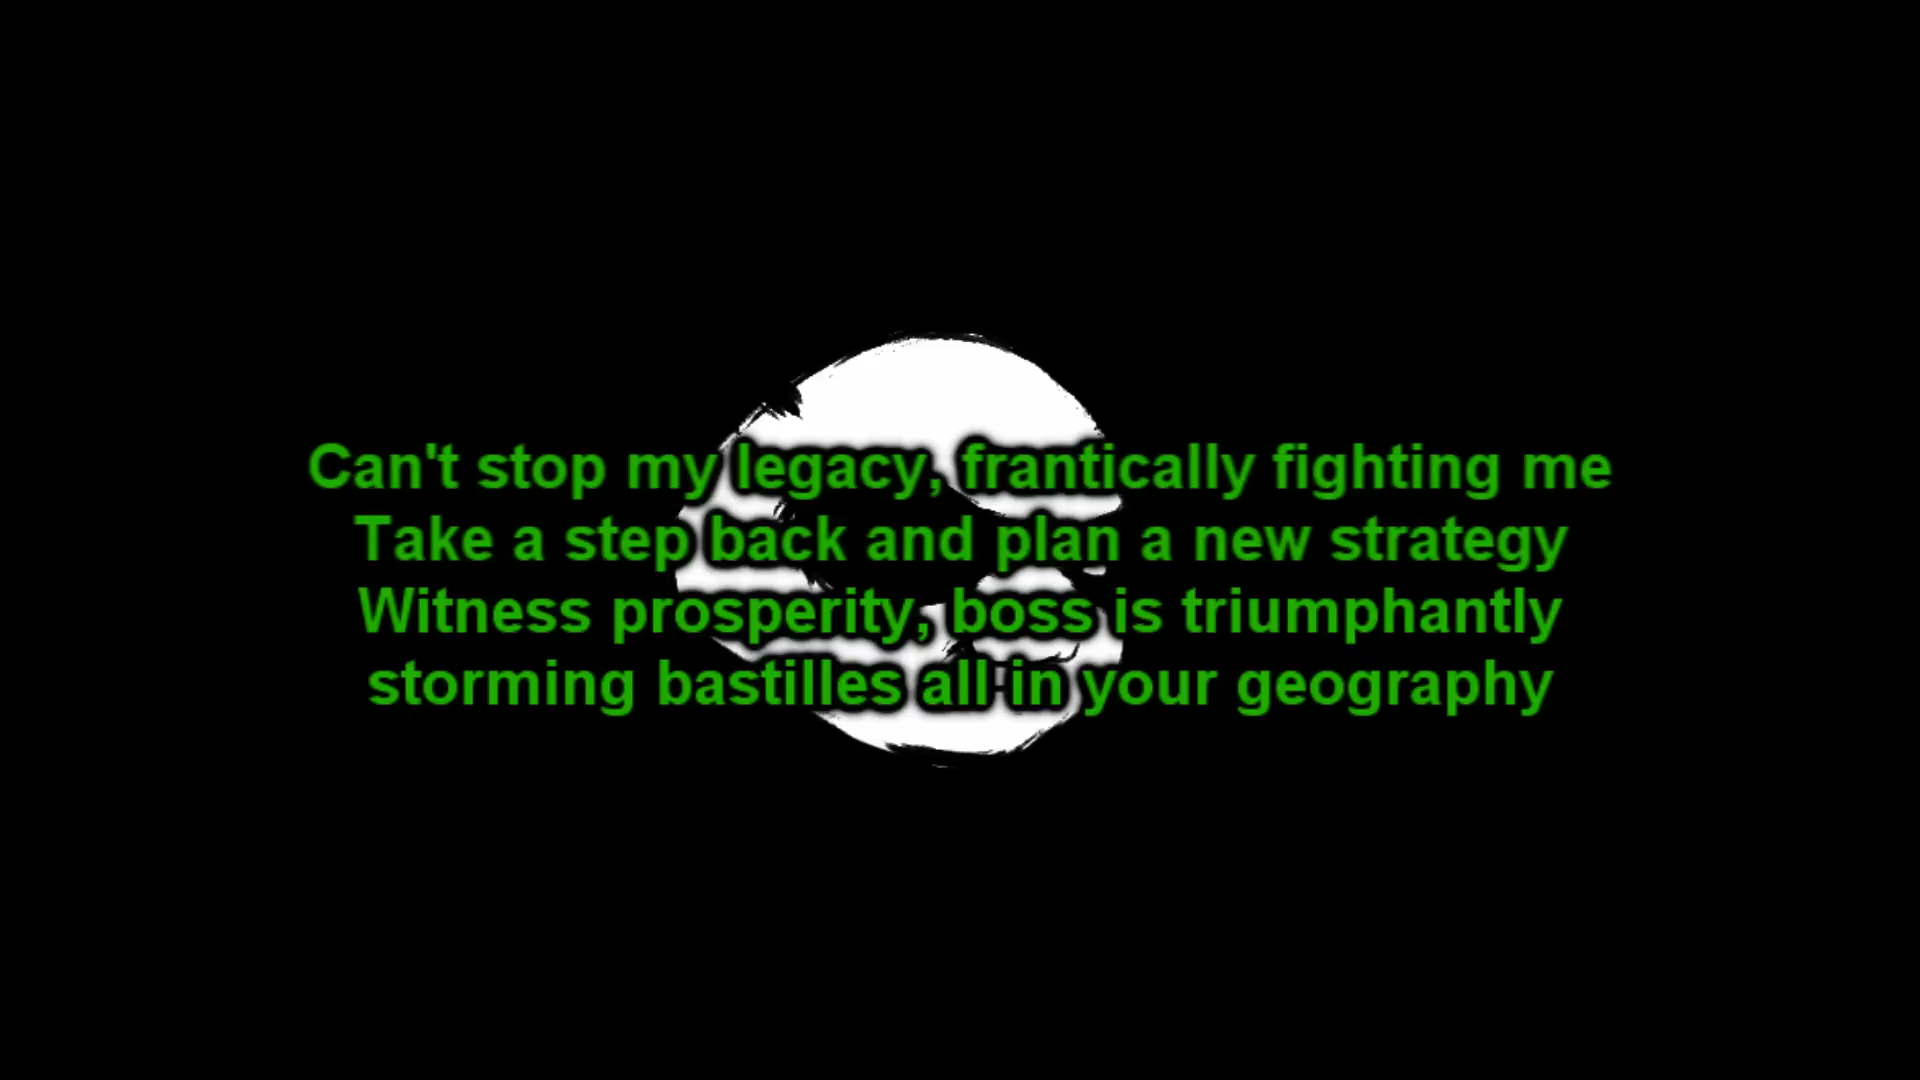 Can't stop my legacy, frantically fighting me
Take a step back and plan a new strategy
Witness prosperity, boss is triumphantly
storming bastilles all in your geography